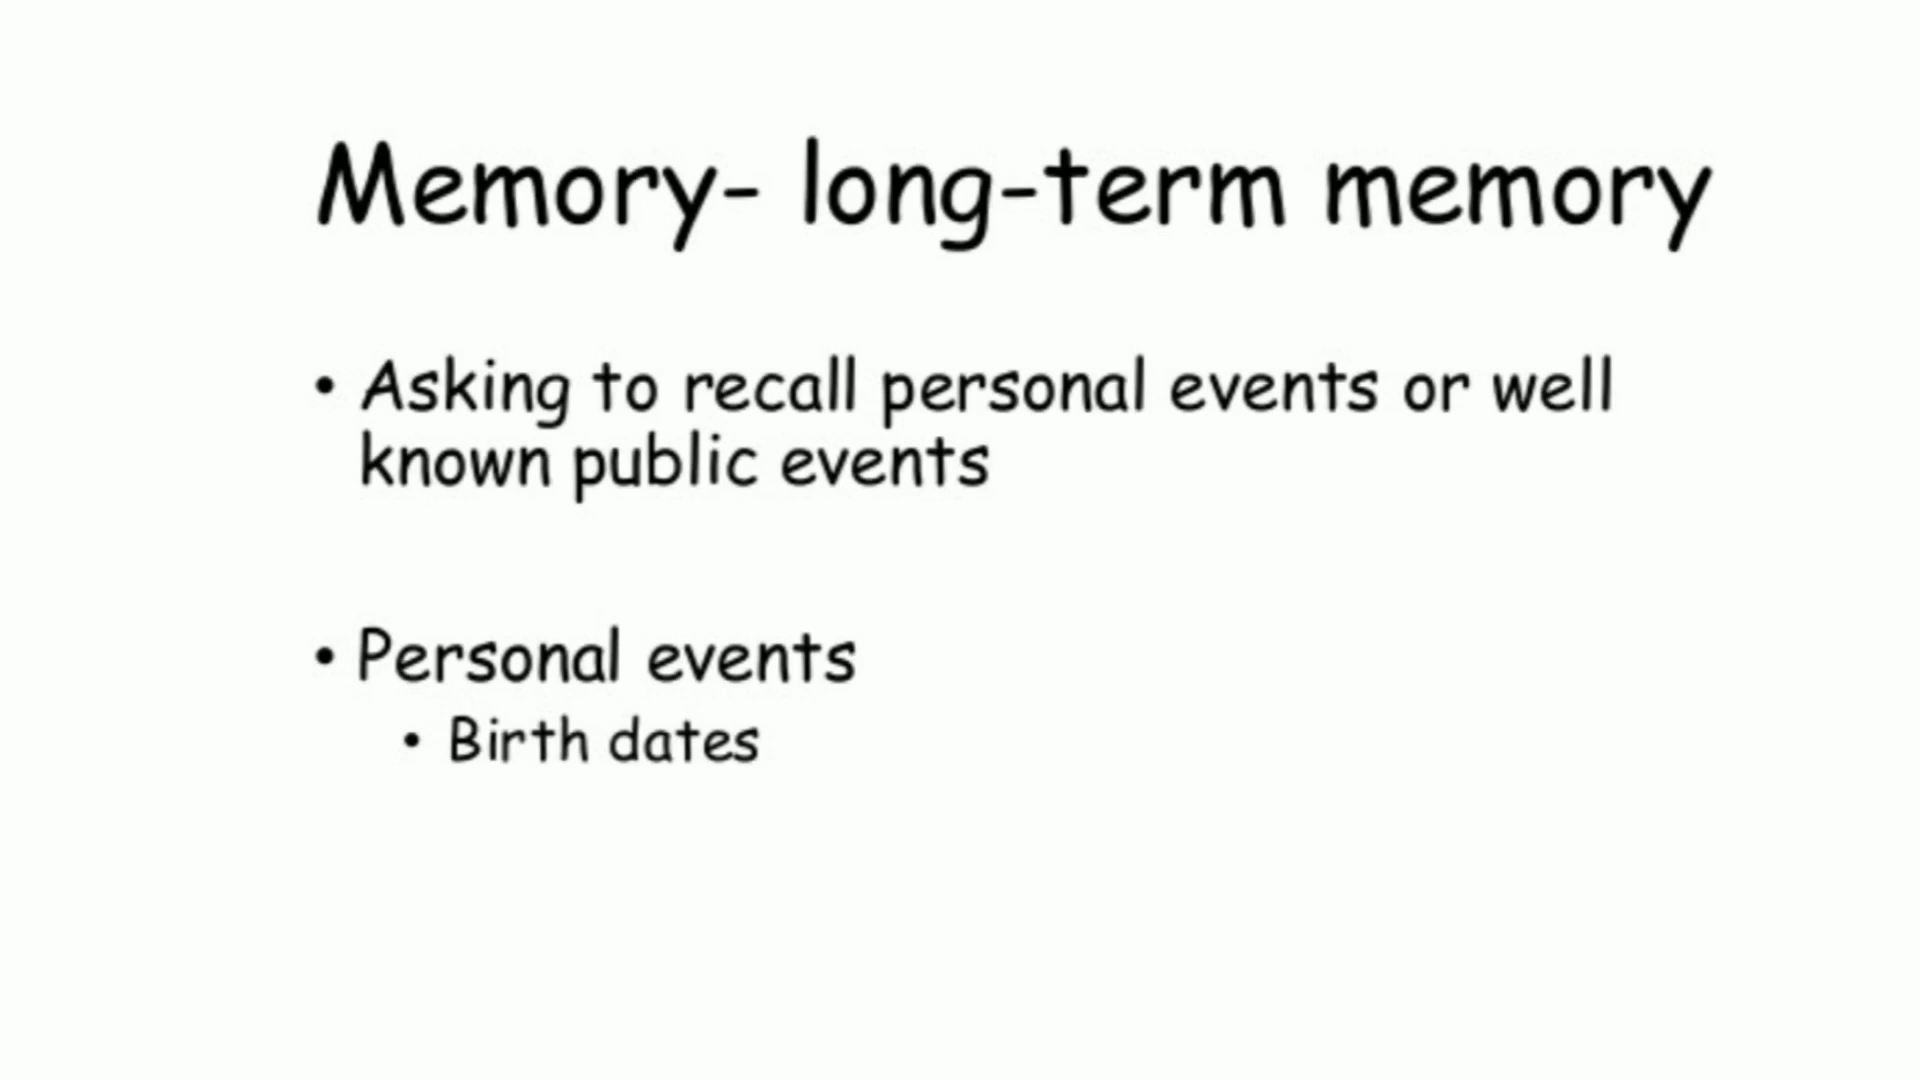 Memory- long-term memory
• Asking to recall personal events or well
known public events
• Personal events
• Birth dates